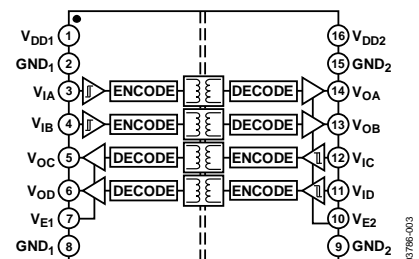 VDD1 1 16 VDD2
GND1 2 15 GND2
VIA 3 ENCODE DECODE 14 VOA
VIB 4 ENCODE DECODE 13 VOB
VOC 5 DECODE ENCODE 12 VIC
VOD 6 DECODE ENCODE 11 VID
VE1 7 10 VE2
GND1 8 9 GND2
03786-003